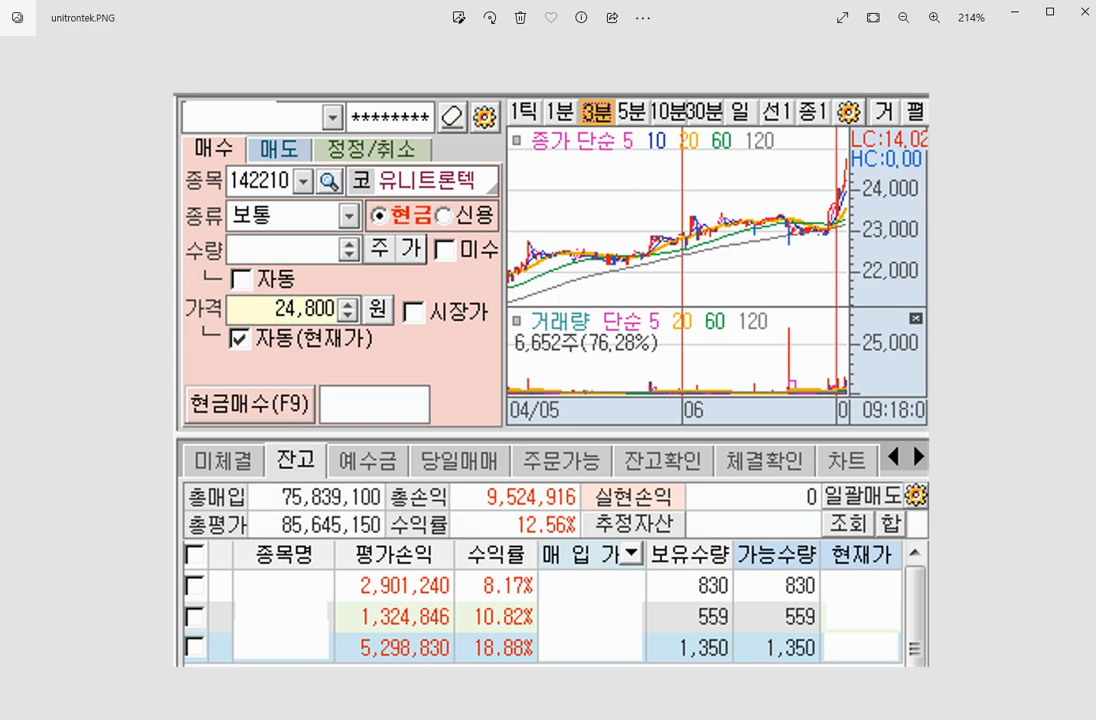 unitrontek.PNG
214%
********
1틱 1분 3분 5분 10분 30분 일 선1 종1 거 펼
매수 매도 정정/취소
종목 142210 코 유니트론텍
종류 보통 현금 신용
수량 주 가 미수
자동
가격 24,800 원 시장가
자동(현재가)
현금매수(F9)
종가 단순 5 10 20 60 120
LC:14,02
HC:0,00
24,000
23,000
22,000
거래량 단순 5 20 60 120
6,652주(76,28%)
25,000
04/05 06 0 09:18:0
미체결 잔고 예수금 당일매매 주문가능 잔고확인 체결확인 차트
총매입 75,839,100 총손익 9,524,916 실현손익 0 일괄매도
총평가 85,645,150 수익률 12.56% 추정자산 조회 합
종목명 평가손익 수익률 매 입 가 보유수량 가능수량 현재가
2,901,240 8.17% 830 830
1,324,846 10.82% 559 559
5,298,830 18.88% 1,350 1,350